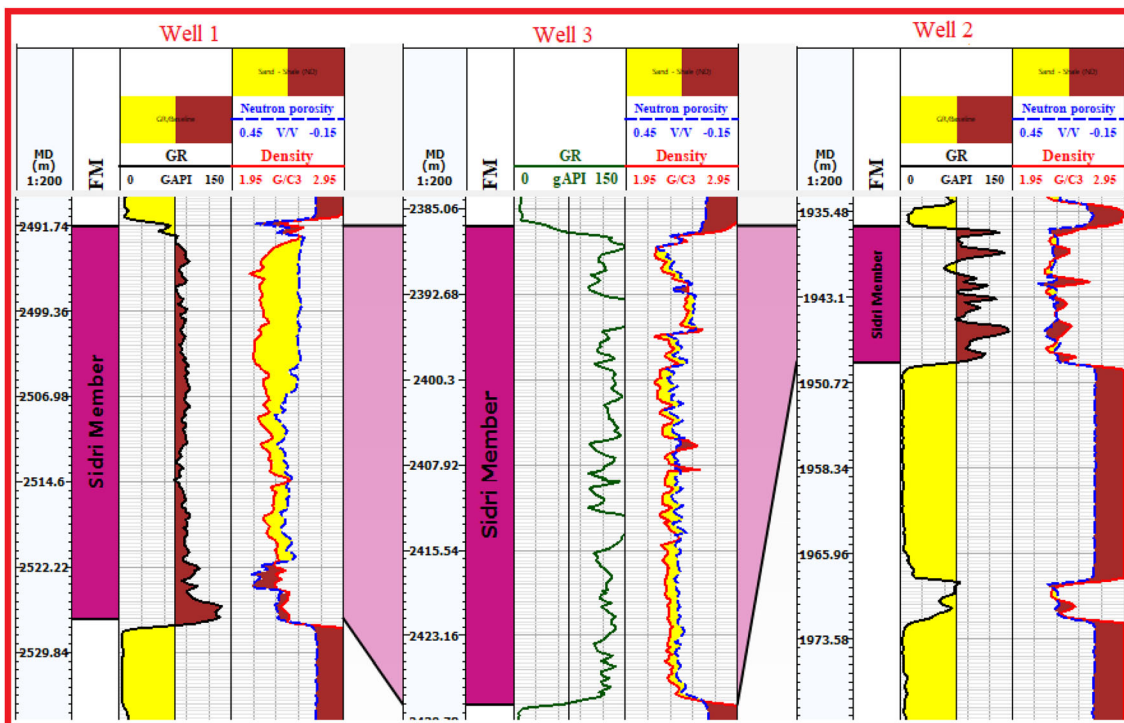 Well 1
Well 3
Well 2
Sand - Shale (ND)
Sand - Shale (ND)
Sand - Shale (ND)
GR/Baseline
GR/Baseline
Neutron porosity
0.45 V/V -0.15
Neutron porosity
0.45 V/V -0.15
Neutron porosity
0.45 V/V -0.15
MD
(m)
1:200
FM
GR
0 GAPI 150
Density
1.95 G/C3 2.95
MD
(m)
1:200
FM
GR
0 gAPI 150
Density
1.95 G/C3 2.95
MD
(m)
1:200
FM
GR
0 GAPI 150
Density
1.95 G/C3 2.95
2491.74
2499.36
2506.98
2514.6
2522.22
2529.84
Sidri Member
2385.06
2392.68
2400.3
2407.92
2415.54
2423.16
Sidri Member
1935.48
1943.1
1950.72
1958.34
1965.96
1973.58
Sidri Member